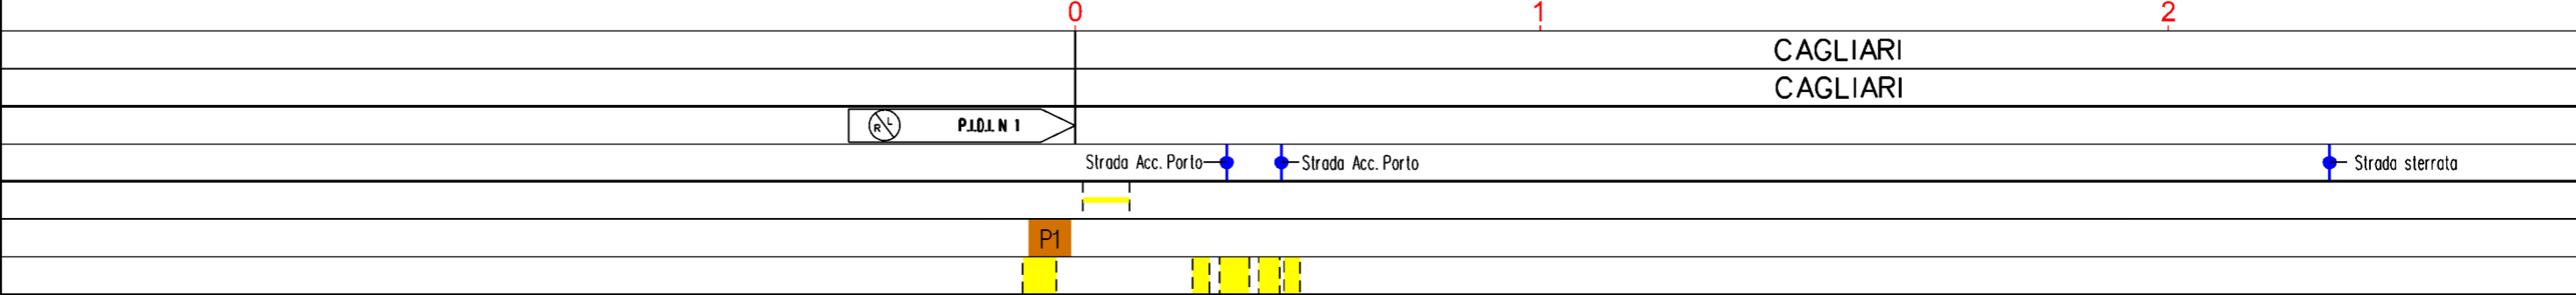 0 1 2
CAGLIARI
CAGLIARI
R L P.I.D.I. N 1
Strada Acc. Porto Strada Acc. Porto Strada sterrata
P1